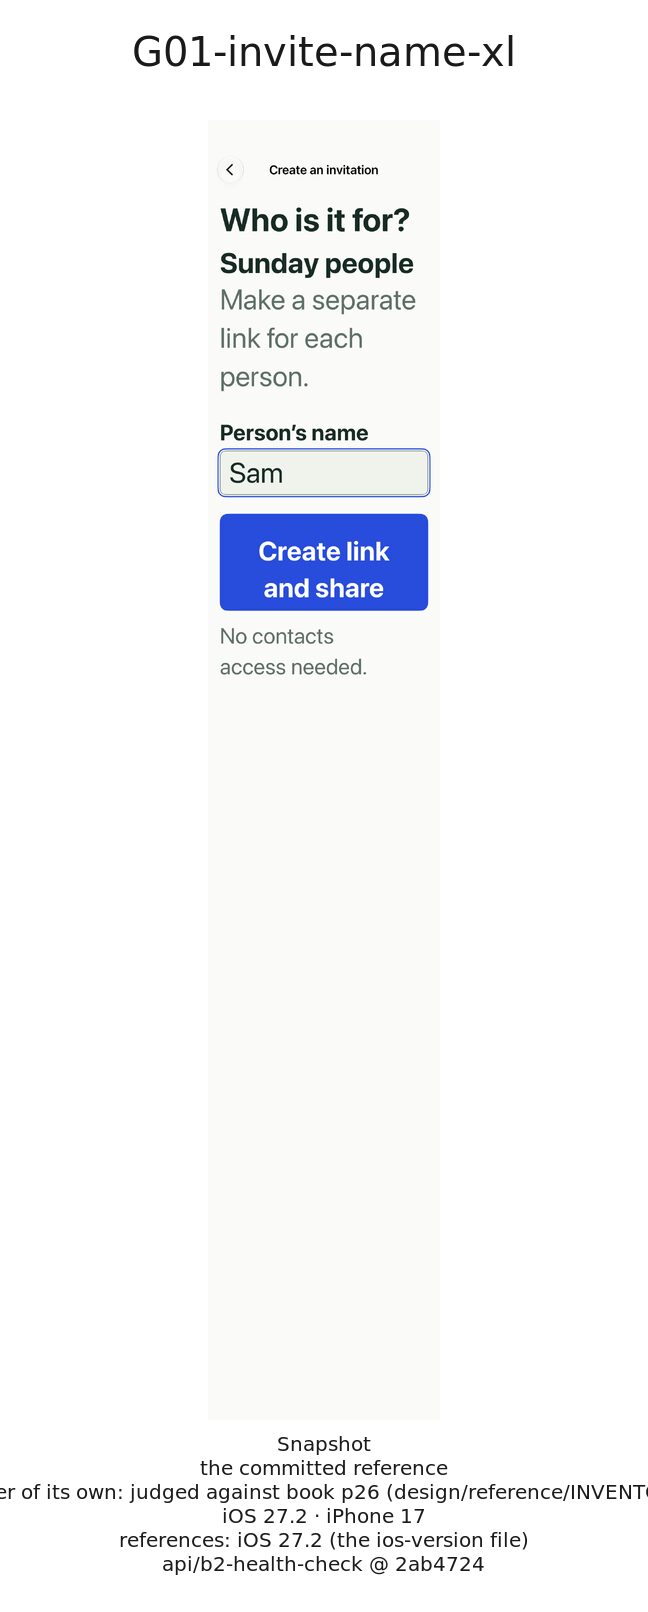 G01-invite-name-xl
Create an invitation
Who is it for?
Sunday people
Make a separate
link for each
person.
Person’s name
Sam
Create link
and share
No contacts
access needed.
Snapshot
the committed reference
of its own: judged against book p26 (design/reference/
iOS 27.2 · iPhone 17
references: iOS 27.2 (the ios-version file)
api/b2-health-check @ 2ab4724